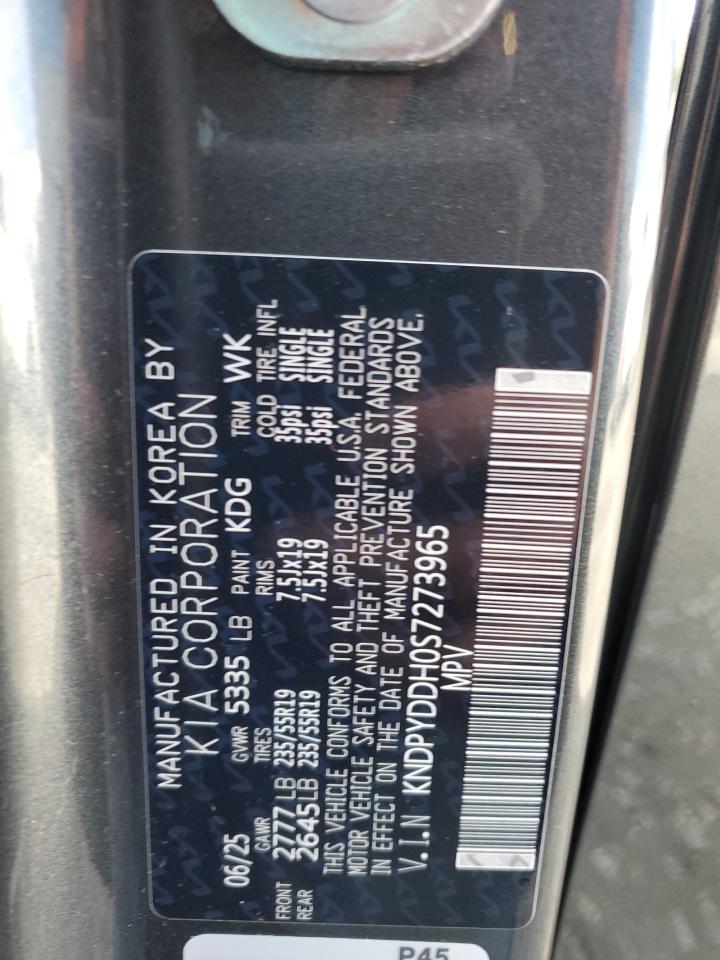 MANUFACTURED IN KOREA BY
KIA CORPORATION
06/25 GVWR 5335 LB PAINT KDG TRIM WK
GAWR TIRES RIMS COLD TIRE INFL
FRONT 2777 LB 235/55R19 7.5Jx19 35psi SINGLE
REAR 2645LB 235/55R19 7.5Jx19 35psi SINGLE
THIS VEHICLE CONFORMS TO ALL APPLICABLE U.S.A. FEDERAL
MOTOR VEHICLE SAFETY AND THEFT PREVENTION STANDARDS
IN EFFECT ON THE DATE OF MANUFACTURE SHOWN ABOVE.
V.I.N KNDPYDDH0S7273965
MPV
P45